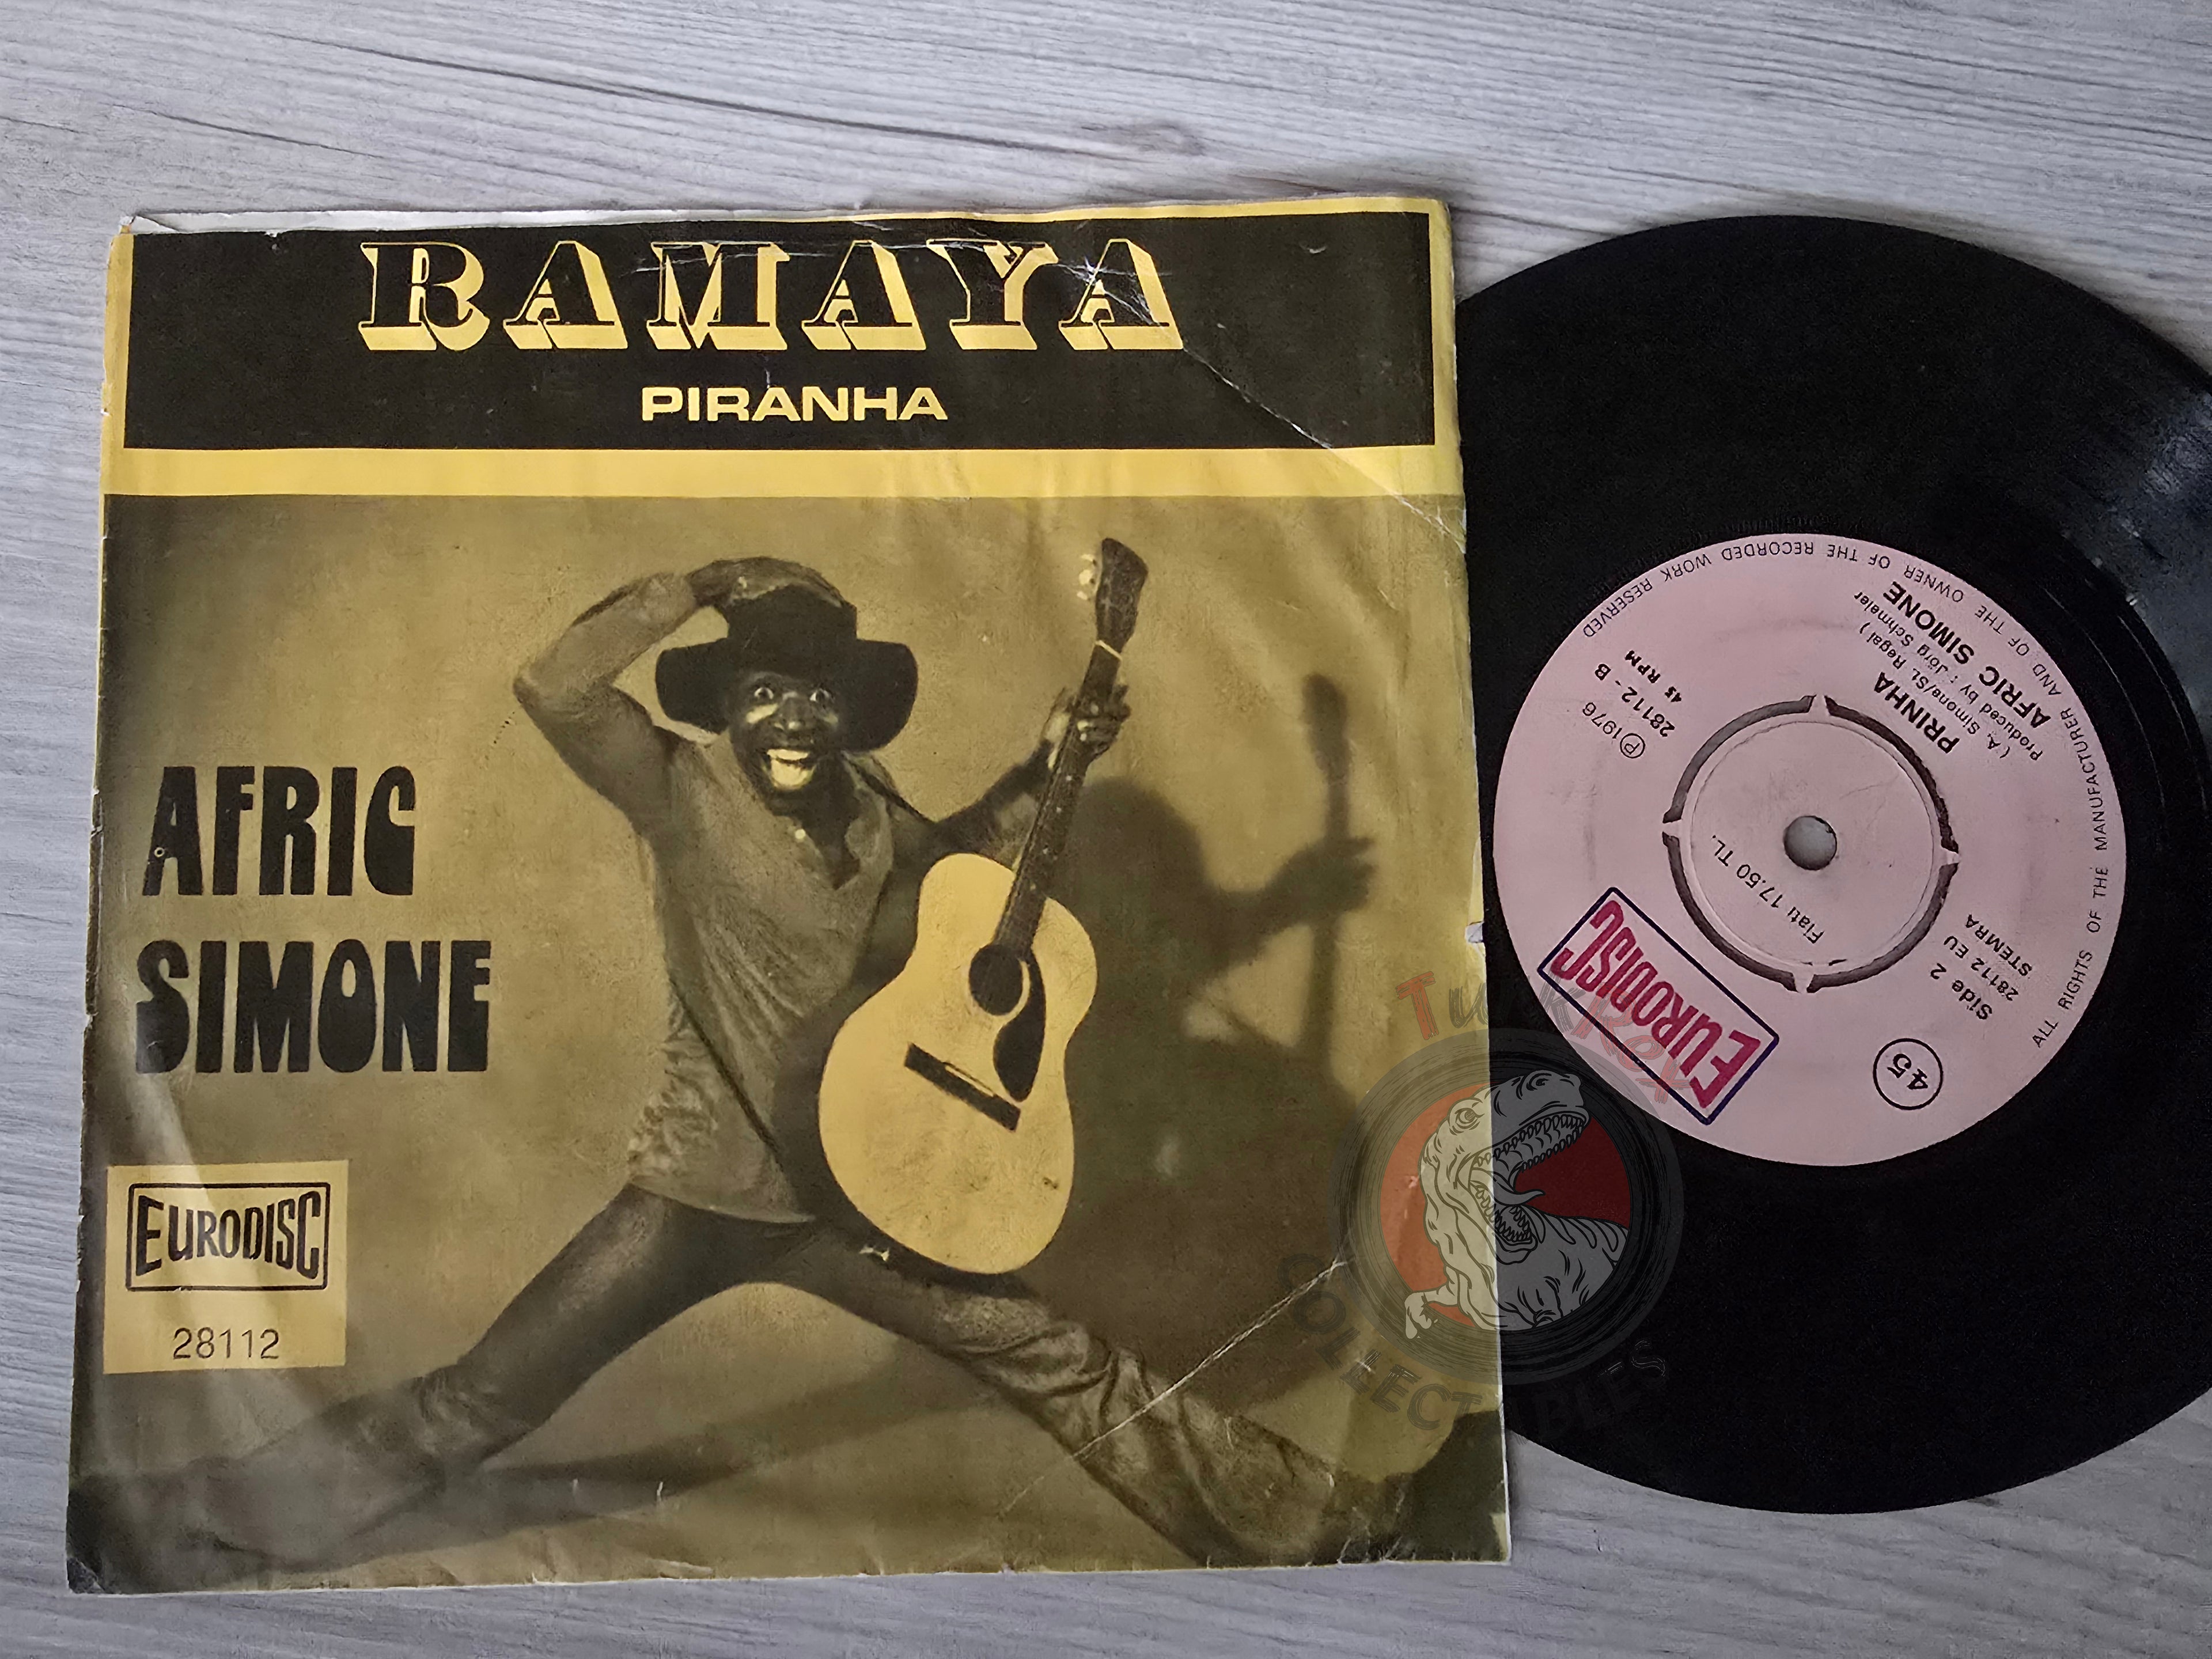 RAMAYA
PIRANHA
AFRIC
SIMONE
EURODISC
28112
EURODISC
45
Side 2
28112 EU
STEMRA
Fiatı 17.50 TL.
℗ 1976
28112 - B
45 RPM
PRINHA
( A. Simone/SL. Regal )
Produced by : Jörg Schmeier
AFRIC SIMONE
ALL RIGHTS OF THE MANUFACTURER AND OF THE OWNER OF THE RECORDED WORK RESERVED
COLLECTIBLES